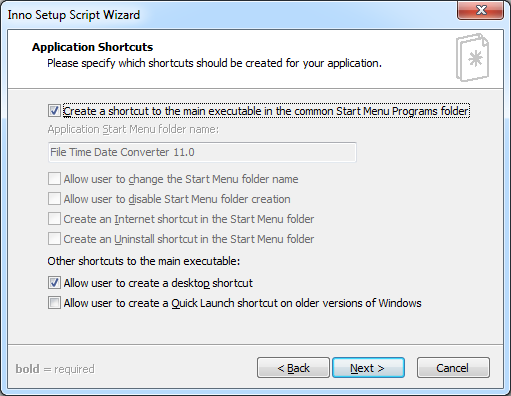 Inno Setup Script Wizard
Application Shortcuts
Please specify which shortcuts should be created for your application.
Create a shortcut to the main executable in the common Start Menu Programs folder
Application Start Menu folder name:
File Time Date Converter 11.0
Allow user to change the Start Menu folder name
Allow user to disable Start Menu folder creation
Create an Internet shortcut in the Start Menu folder
Create an Uninstall shortcut in the Start Menu folder
Other shortcuts to the main executable:
Allow user to create a desktop shortcut
Allow user to create a Quick Launch shortcut on older versions of Windows
bold = required
< Back
Next >
Cancel